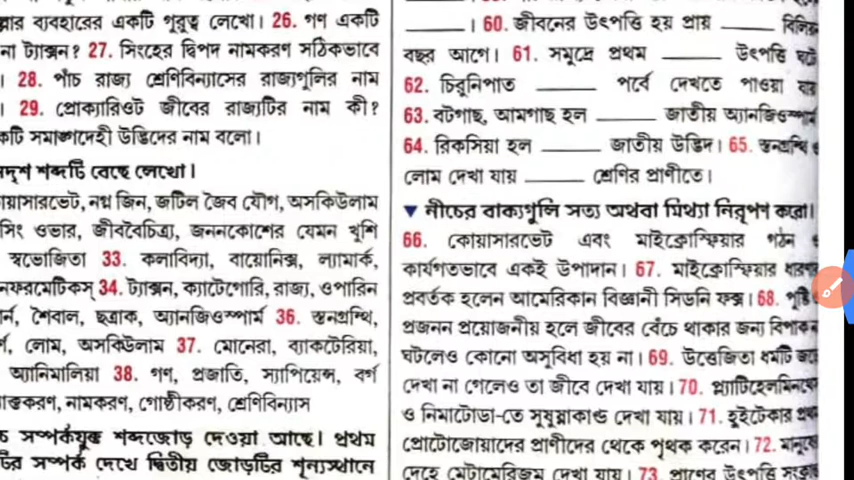 ল্লার ব্যবহারের একটি গুরুত্ব লেখো। 26. গণ একটি
না ট্যাক্সন? 27. সিংহের দ্বিপদ নামকরণ সঠিকভাবে
। 28. পাঁচ রাজ্য শ্রেণিবিন্যাসের রাজ্যগুলির নাম
। 29. প্রোক্যারিওট জীবের রাজ্যটির নাম কী?
কটি সমাঙ্গদেহী উদ্ভিদের নাম বলো।
শব্দটি বেছে লেখো।
য়াসারভেট, নগ্ন জিন, জটিল জৈব যৌগ, অসকিউলাম
সিং ওভার, জীববৈচিত্র্য, জননকোশের যেমন খুশি
স্বভোজিতা 33. কলাবিদ্যা, বায়োনিক্স, ল্যামার্ক,
নফরমেটিকস্ 34. ট্যাক্সন, ক্যাটেগোরি, রাজ্য, ওপারিন
র্ন, শৈবাল, ছত্রাক, অ্যানজিওস্পার্ম 36. স্তনগ্রন্থি,
লোম, অসকিউলাম 37. মোনেরা, ব্যাকটেরিয়া,
অ্যানিমালিয়া 38. গণ, প্রজাতি, স্যাপিয়েন্স, বর্গ
ক্তকরণ, নামকরণ, গোষ্ঠীকরণ, শ্রেণিবিন্যাস
সম্পর্কযুক্ত শব্দজোড় দেওয়া আছে। প্রথম
টির সম্পর্ক দেখে দ্বিতীয় জোড়টির শূন্যস্থানে
______। 60. জীবনের উৎপত্তি হয় প্রায় ______ বিলিয়
বছর আগে। 61. সমুদ্রে প্রথম ______ উৎপত্তি ঘটে
62. চিরুনিপাত ______ পর্বে দেখতে পাওয়া যায়
63. বটগাছ, আমগাছ হল ______ জাতীয় অ্যানজিওস্পার্ম
64. রিকসিয়া হল ______ জাতীয় উদ্ভিদ। 65. স্তনগ্রন্থি ও
লোম দেখা যায় ______ শ্রেণির প্রাণীতে।
▼ নীচের বাক্যগুলি সত্য অথবা মিথ্যা নিরূপণ করো।
66. কোয়াসারভেট এবং মাইক্রোস্ফিয়ার গঠন ও
কার্যগতভাবে একই উপাদান। 67. মাইক্রোস্ফিয়ার ধারণার
প্রবর্তক হলেন আমেরিকান বিজ্ঞানী সিডনি ফক্স। 68. পুষ্টি
প্রজনন প্রয়োজনীয় হলে জীবের বেঁচে থাকার জন্য বিপাক
ঘটলেও কোনো অসুবিধা হয় না। 69. উত্তেজিতা ধর্মটি জড়ে
দেখা না গেলেও তা জীবে দেখা যায়। 70. প্ল্যাটিহেলমিনথেস
ও নিমাটোডা-তে সুষুম্নাকাণ্ড দেখা যায়। 71. হুইটেকার প্রথম
প্রোটোজোয়াদের প্রাণীদের থেকে পৃথক করেন। 72. মানুষের
দেহে মেটামেরিজম দেখা যায়। 73. প্রাণের উৎপত্তি সংক্রান্ত